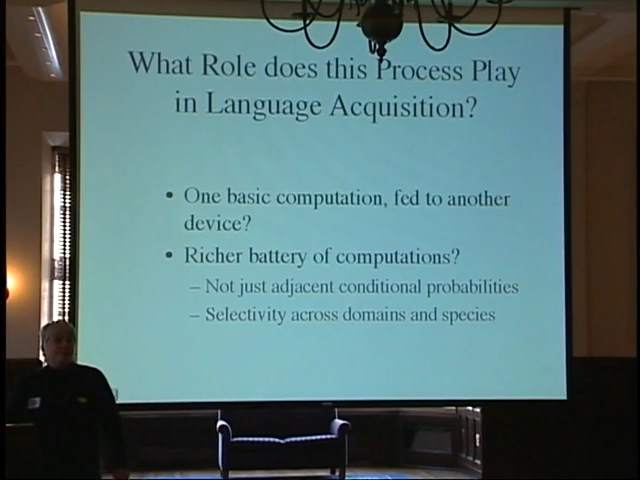 What Role does this Process Play
in Language Acquisition?
• One basic computation, fed to another
device?
• Richer battery of computations?
– Not just adjacent conditional probabilities
– Selectivity across domains and species